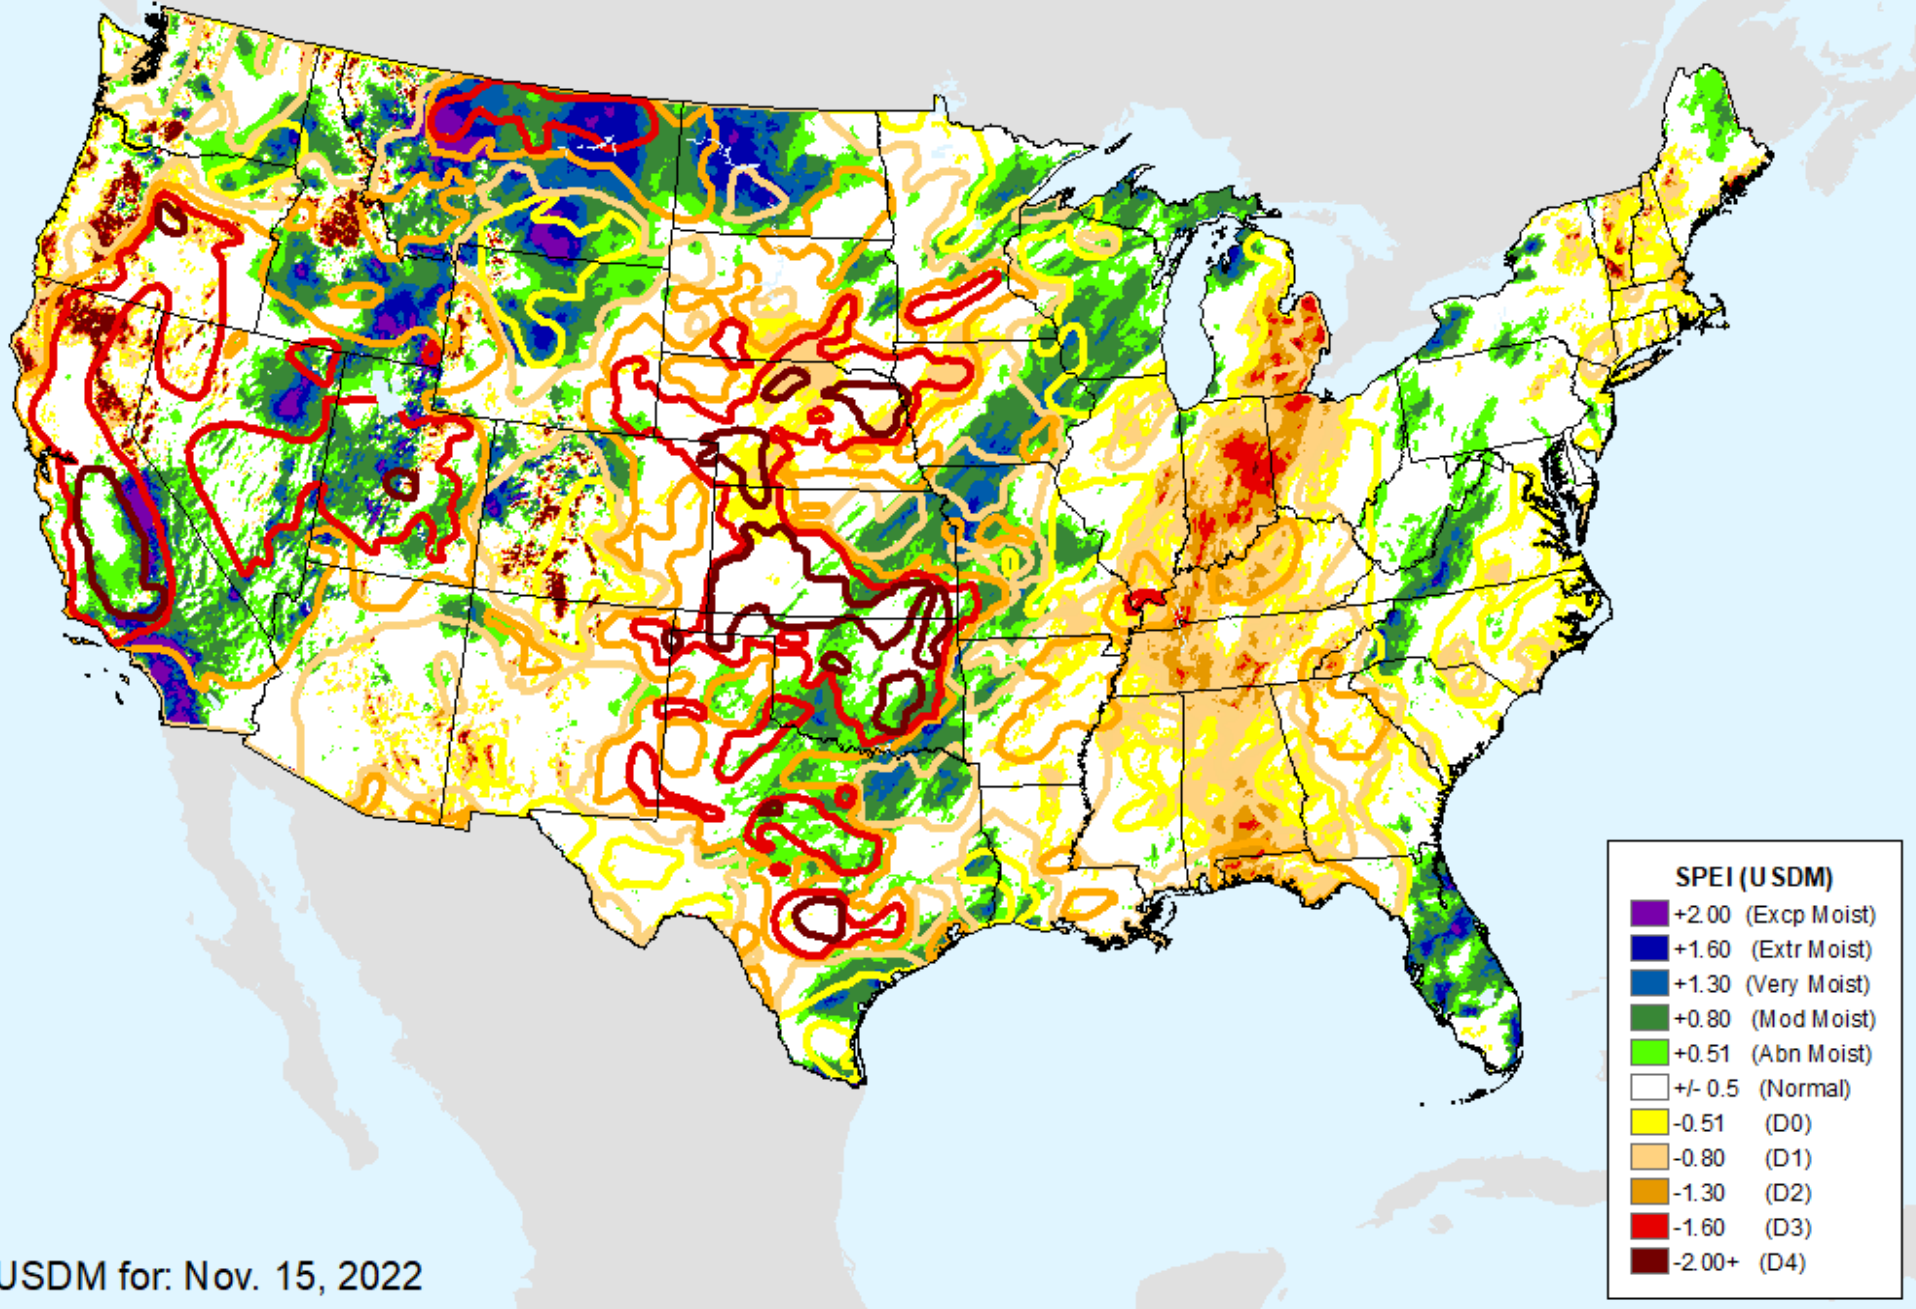 SPEI (USDM)
+2.00 (Excp Moist)
+1.60 (Extr Moist)
+1.30 (Very Moist)
+0.80 (Mod Moist)
+0.51 (Abn Moist)
+/- 0.5 (Normal)
-0.51 (D0)
-0.80 (D1)
-1.30 (D2)
-1.60 (D3)
-2.00+ (D4)
USDM for: Nov. 15, 2022